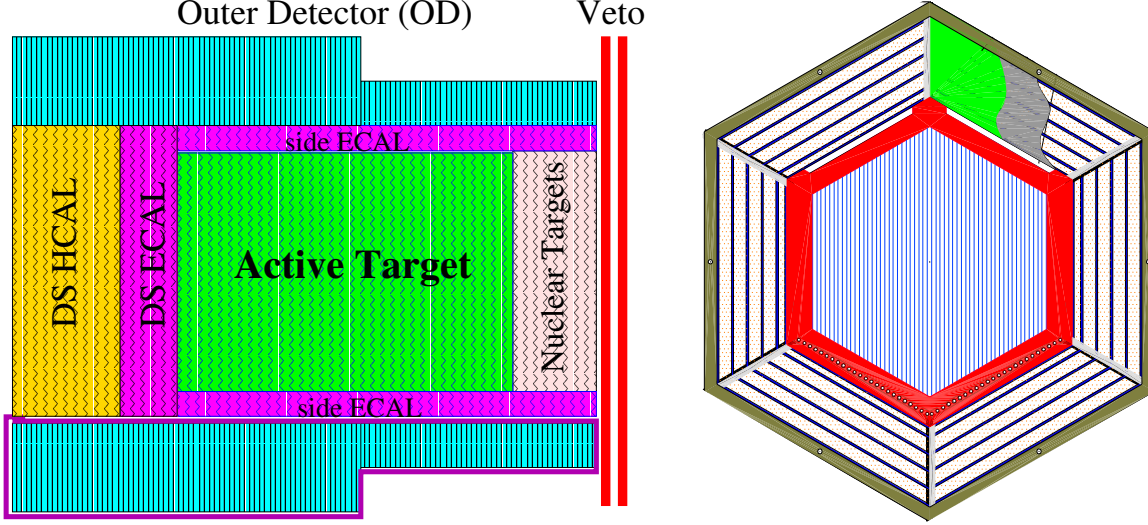 Outer Detector (OD)
Veto
side ECAL
DS HCAL
DS ECAL
Active Target
Nuclear Targets
side ECAL